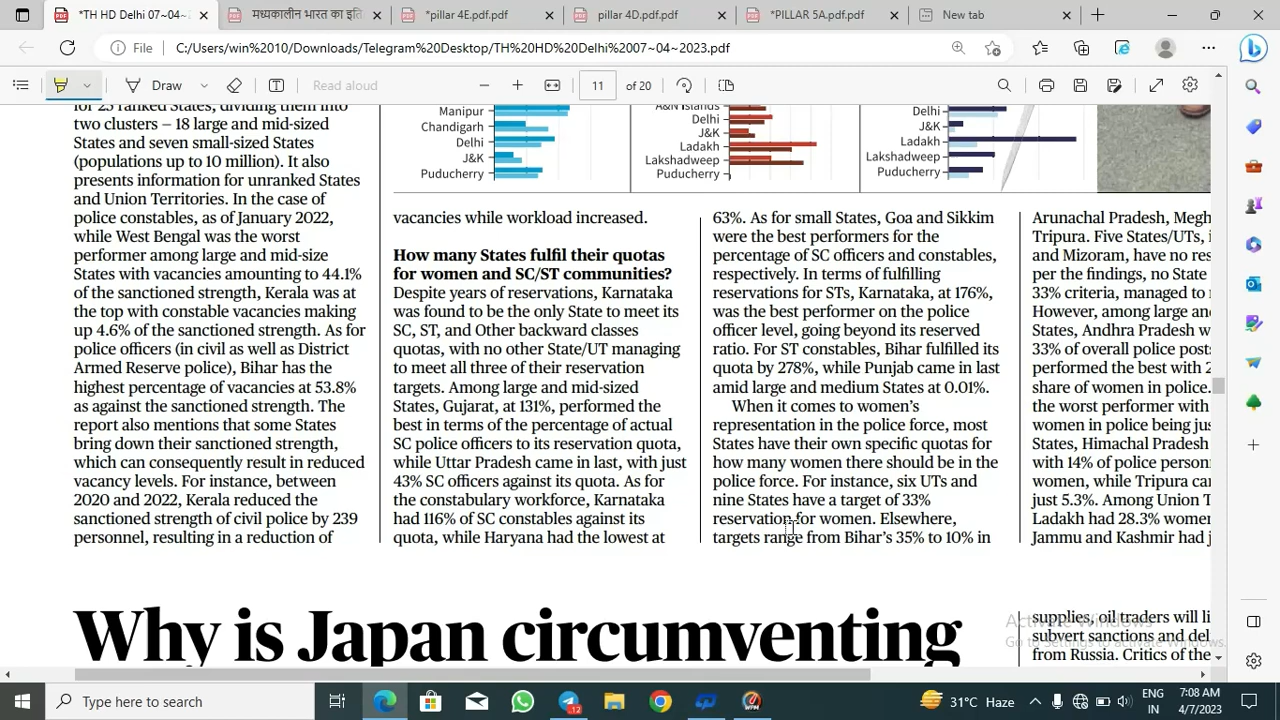 *TH HD Delhi 07~04~
मध्यकालीन भारत का इति
*pillar 4E.pdf.pdf
pillar 4D.pdf.pdf
*PILLAR 5A.pdf.pdf
New tab
File
C:/Users/win%2010/Downloads/Telegram%20Desktop/TH%20HD%20Delhi%2007~04~2023.pdf
Draw
Read aloud
11
of 20
for 25 ranked States, dividing them into
two clusters — 18 large and mid-sized
States and seven small-sized States
(populations up to 10 million). It also
presents information for unranked States
and Union Territories. In the case of
police constables, as of January 2022,
while West Bengal was the worst
performer among large and mid-size
States with vacancies amounting to 44.1%
of the sanctioned strength, Kerala was at
the top with constable vacancies making
up 4.6% of the sanctioned strength. As for
police officers (in civil as well as District
Armed Reserve police), Bihar has the
highest percentage of vacancies at 53.8%
as against the sanctioned strength. The
report also mentions that some States
bring down their sanctioned strength,
which can consequently result in reduced
vacancy levels. For instance, between
2020 and 2022, Kerala reduced the
sanctioned strength of civil police by 239
personnel, resulting in a reduction of
Manipur
Chandigarh
Delhi
J&K
Puducherry
A&N Islands
Delhi
J&K
Ladakh
Lakshadweep
Puducherry
Delhi
J&K
Ladakh
Lakshadweep
Puducherry
vacancies while workload increased.
How many States fulfil their quotas
for women and SC/ST communities?
Despite years of reservations, Karnataka
was found to be the only State to meet its
SC, ST, and Other backward classes
quotas, with no other State/UT managing
to meet all three of their reservation
targets. Among large and mid-sized
States, Gujarat, at 131%, performed the
best in terms of the percentage of actual
SC police officers to its reservation quota,
while Uttar Pradesh came in last, with just
43% SC officers against its quota. As for
the constabulary workforce, Karnataka
had 116% of SC constables against its
quota, while Haryana had the lowest at
63%. As for small States, Goa and Sikkim
were the best performers for the
percentage of SC officers and constables,
respectively. In terms of fulfilling
reservations for STs, Karnataka, at 176%,
was the best performer on the police
officer level, going beyond its reserved
ratio. For ST constables, Bihar fulfilled its
quota by 278%, while Punjab came in last
amid large and medium States at 0.01%.
When it comes to women's
representation in the police force, most
States have their own specific quotas for
how many women there should be in the
police force. For instance, six UTs and
nine States have a target of 33%
reservation for women. Elsewhere,
targets range from Bihar's 35% to 10% in
Arunachal Pradesh, Megh
Tripura. Five States/UTs, i
and Mizoram, have no res
per the findings, no State
33% criteria, managed to
However, among large an
States, Andhra Pradesh w
33% of overall police post
performed the best with 2
share of women in police.
the worst performer with
women in police being jus
States, Himachal Pradesh
with 14% of police person
women, while Tripura ca
just 5.3%. Among Union T
Ladakh had 28.3% wome
Jammu and Kashmir had j
Why is Japan circumventing
supplies, oil traders will li
subvert sanctions and del
from Russia. Critics of the
Activate Windows
Go to Settings to activate Windows.
Type here to search
12
31°C Haze
ENG
IN
7:08 AM
4/7/2023